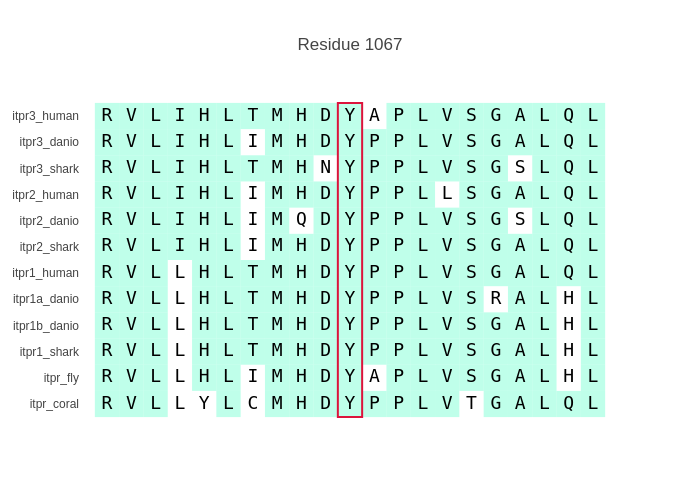 Residue 1067
itpr3_human R V L I H L T M H D Y A P L V S G A L Q L
itpr3_danio R V L I H L I M H D Y P P L V S G A L Q L
itpr3_shark R V L I H L T M H N Y P P L V S G S L Q L
itpr2_human R V L I H L I M H D Y P P L L S G A L Q L
itpr2_danio R V L I H L I M Q D Y P P L V S G S L Q L
itpr2_shark R V L I H L I M H D Y P P L V S G A L Q L
itpr1_human R V L L H L T M H D Y P P L V S G A L Q L
itpr1a_danio R V L L H L T M H D Y P P L V S R A L H L
itpr1b_danio R V L L H L T M H D Y P P L V S G A L H L
itpr1_shark R V L L H L T M H D Y P P L V S G A L H L
itpr_fly R V L L H L I M H D Y A P L V S G A L H L
itpr_coral R V L L Y L C M H D Y P P L V T G A L Q L